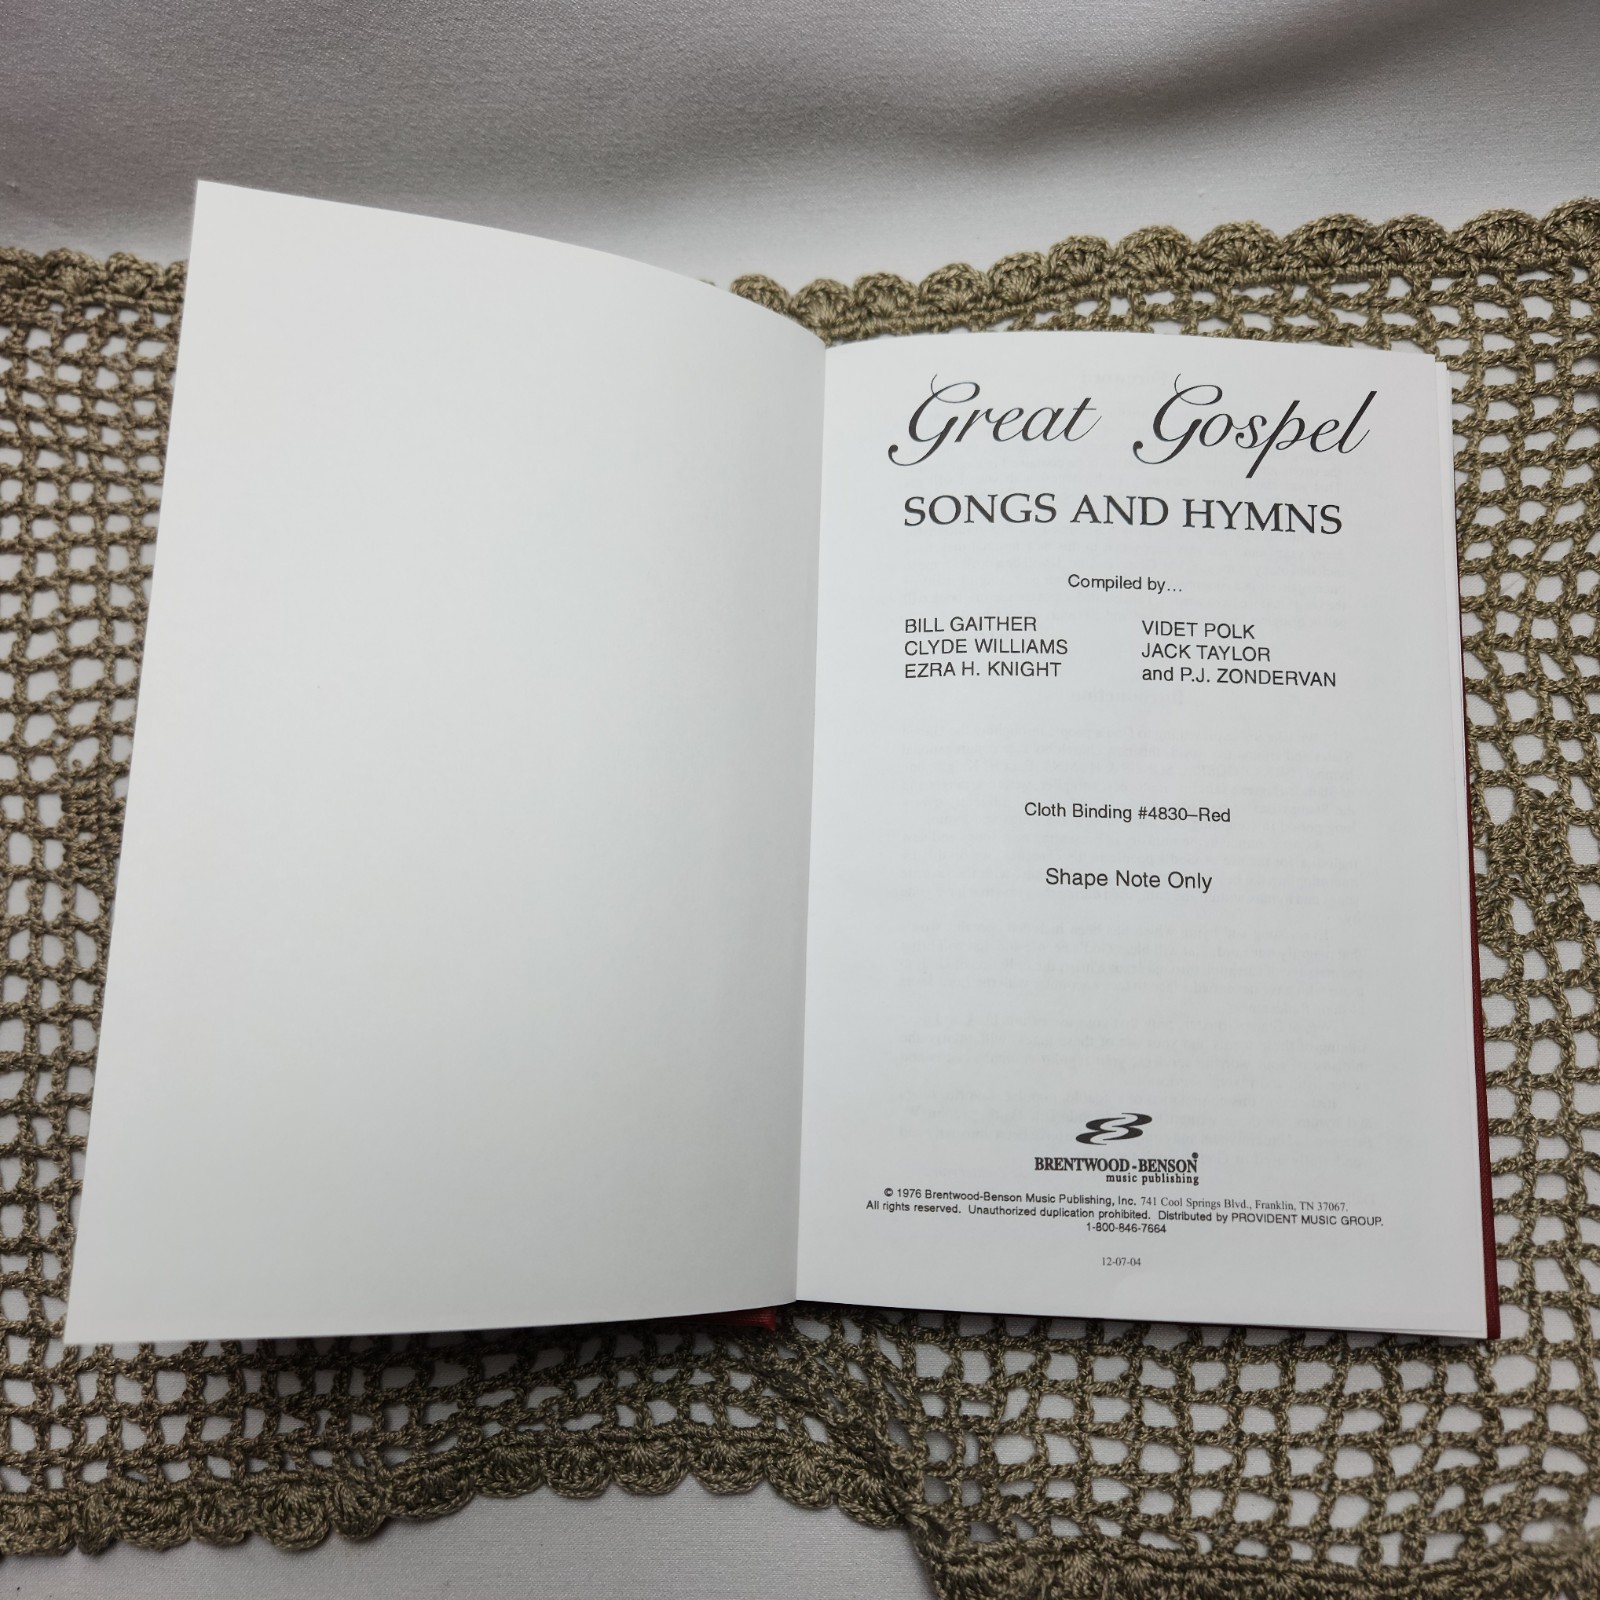 Great Gospel
SONGS AND HYMNS
Compiled by...
BILL GAITHER
CLYDE WILLIAMS
EZRA H. KNIGHT
VIDET POLK
JACK TAYLOR
and P.J. ZONDERVAN
Cloth Binding #4830–Red
Shape Note Only
BRENTWOOD-BENSON®
music publishing
© 1976 Brentwood-Benson Music Publishing, Inc. 741 Cool Springs Blvd., Franklin, TN 37067.
All rights reserved. Unauthorized duplication prohibited. Distributed by PROVIDENT MUSIC GROUP.
1-800-846-7664
12-07-04